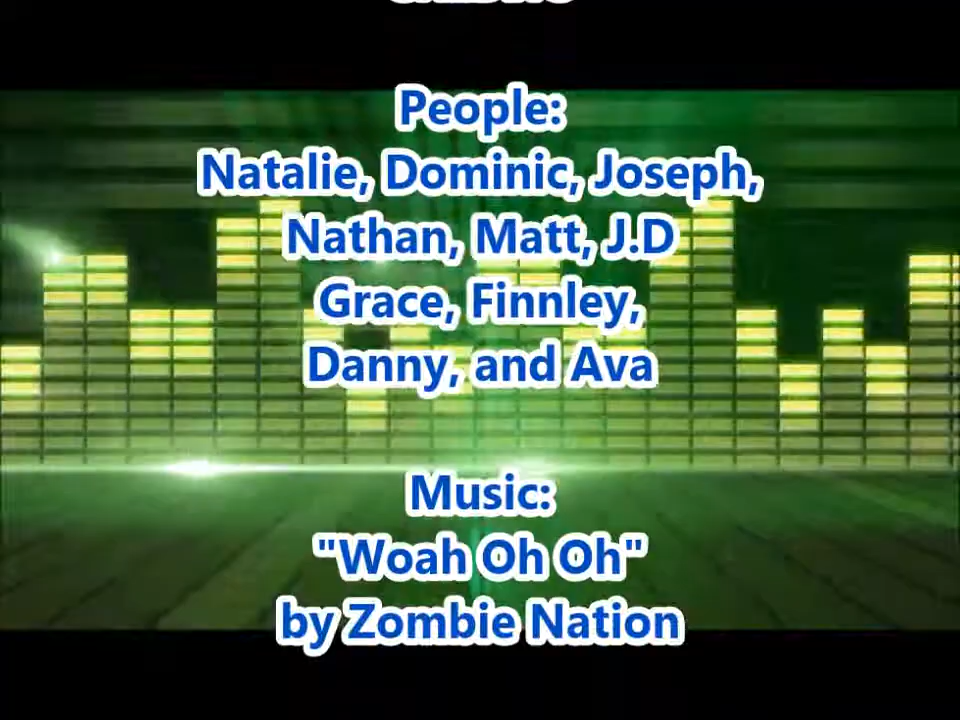 People:
Natalie, Dominic, Joseph,
Nathan, Matt, J.D
Grace, Finnley,
Danny, and Ava
Music:
"Woah Oh Oh"
by Zombie Nation